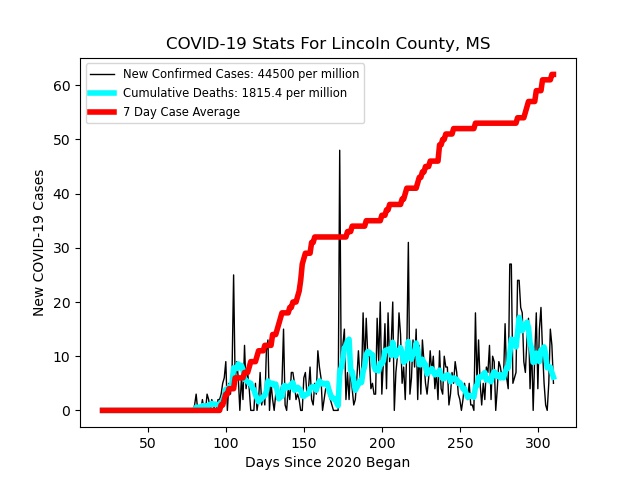 COVID-19 Stats For Lincoln County, MS
New Confirmed Cases: 44500 per million
Cumulative Deaths: 1815.4 per million
7 Day Case Average
New COVID-19 Cases
60
50
40
30
20
10
0
50 100 150 200 250 300
Days Since 2020 Began